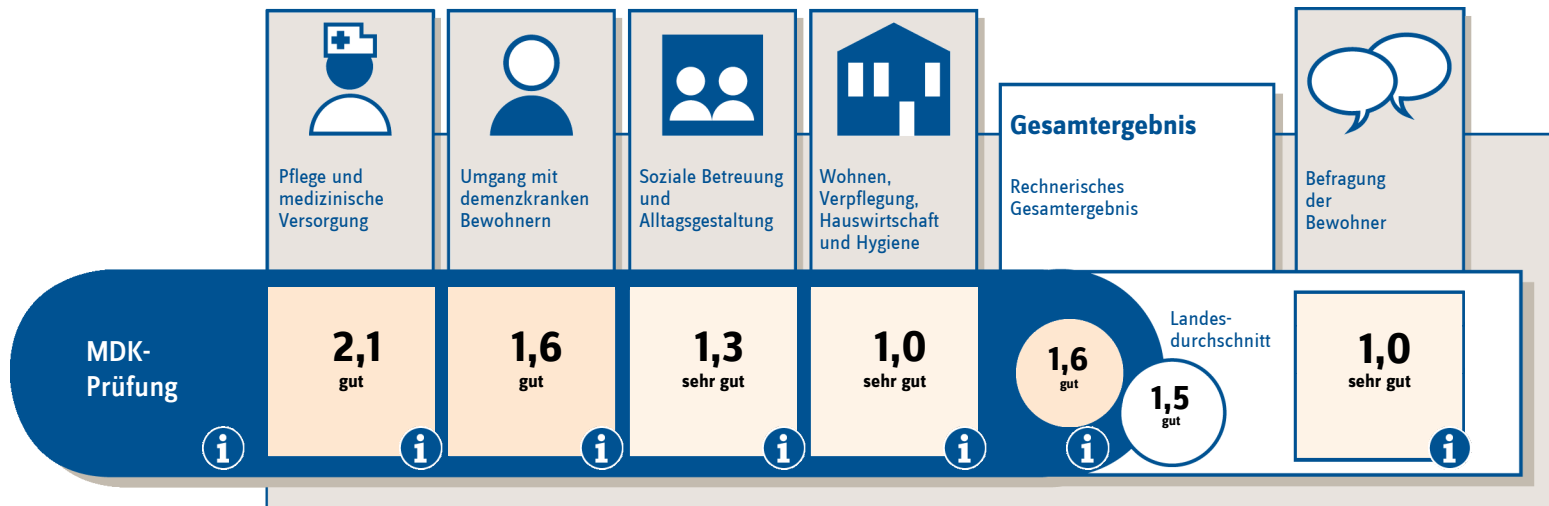 Pflege und
medizinische
Versorgung
Umgang mit
demenzkranken
Bewohnern
Soziale Betreuung
und
Alltagsgestaltung
Wohnen,
Verpflegung,
Hauswirtschaft
und Hygiene
Gesamtergebnis
Rechnerisches
Gesamtergebnis
Befragung
der
Bewohner
MDK-
Prüfung
i
2,1
gut
i
1,6
gut
i
1,3
sehr gut
i
1,0
sehr gut
i
1,6
gut
i
Landes-
durchschnitt
1,5
gut
1,0
sehr gut
i